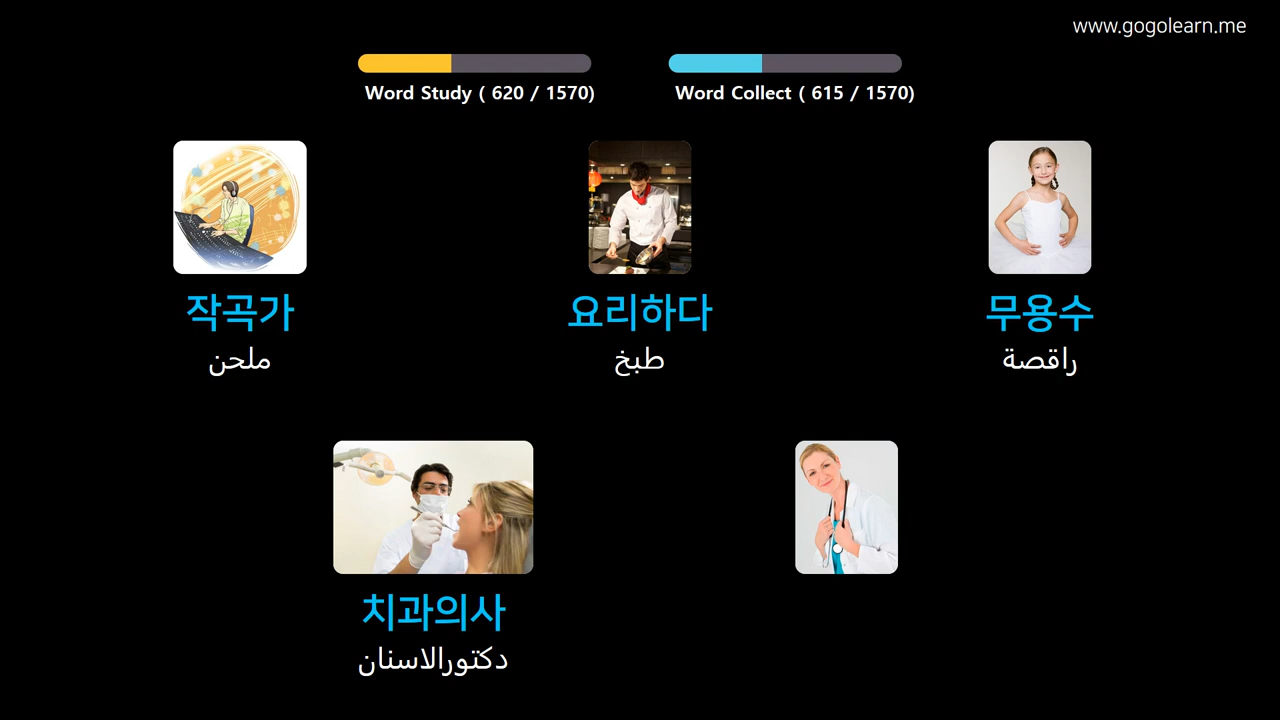 www.gogolearn.me
Word Study ( 620 / 1570)
Word Collect ( 615 / 1570)
작곡가
ملحن
요리하다
طبخ
무용수
راقصة
치과의사
دكتورالاسنان